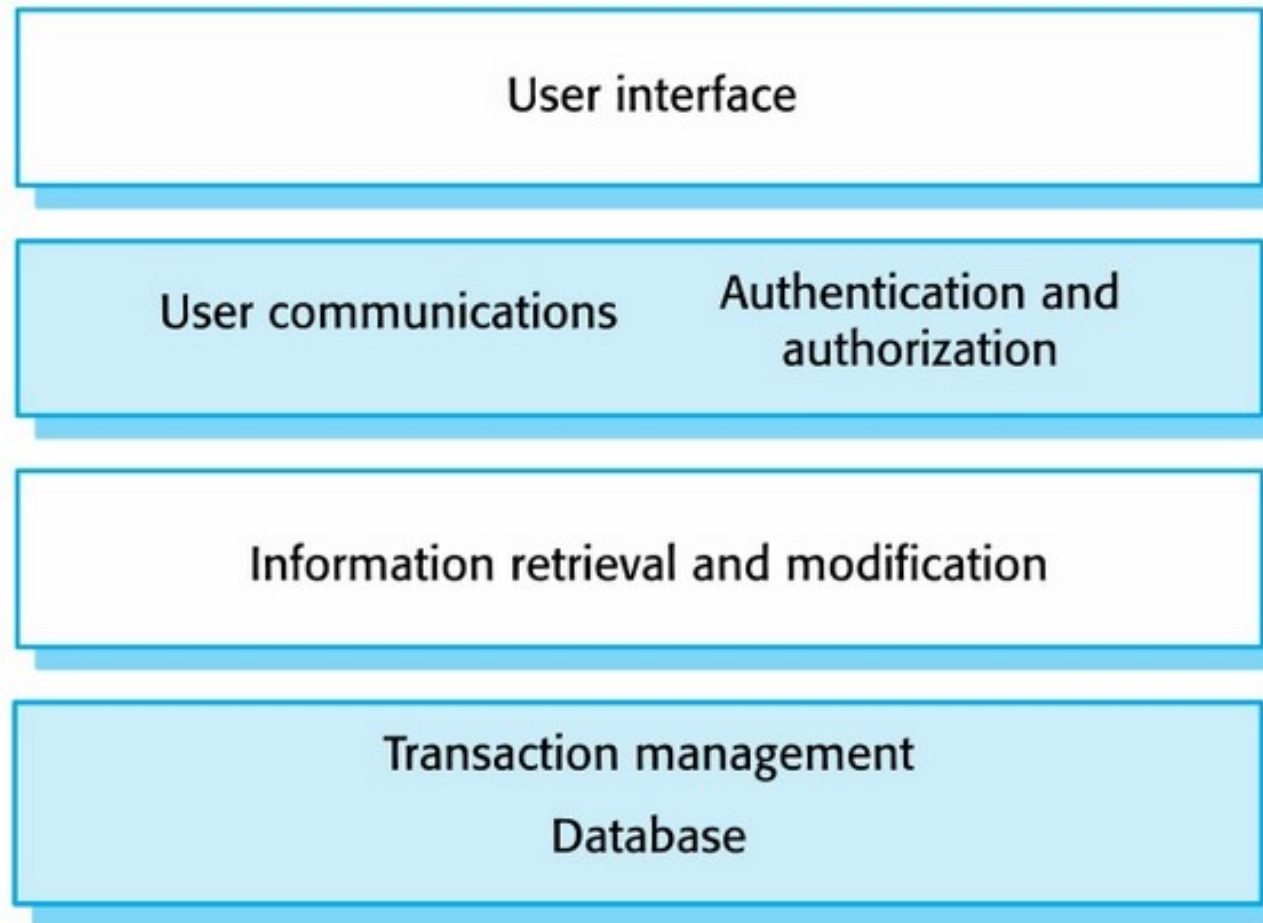 User interface
User communications
Authentication and
authorization
Information retrieval and modification
Transaction management
Database